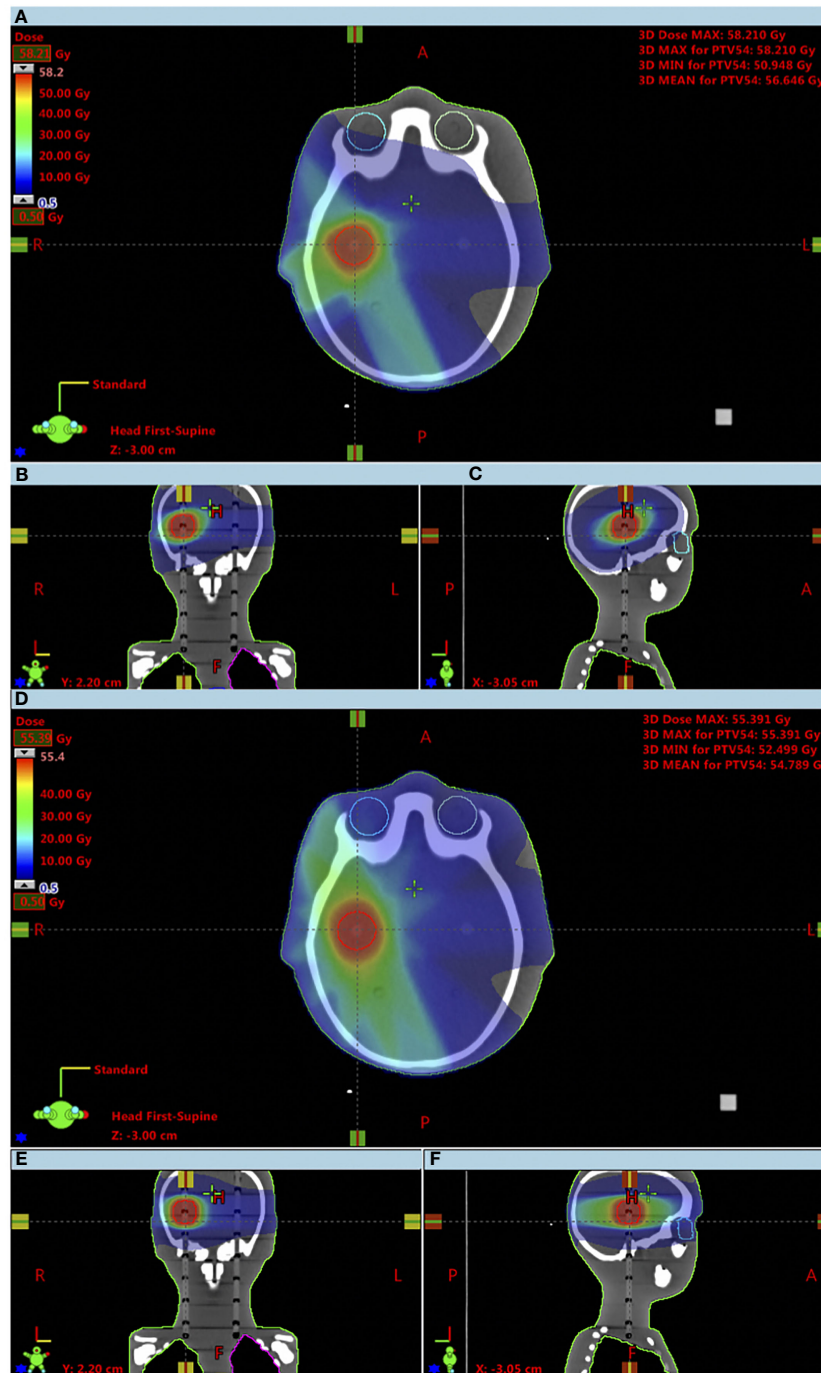 A
Dose
58.21 Gy
58.2
50.00 Gy
40.00 Gy
30.00 Gy
20.00 Gy
10.00 Gy
0.5
0.50 Gy
3D Dose MAX: 58.210 Gy
3D MAX for PTV54: 58.210 Gy
3D MIN for PTV54: 50.948 Gy
3D MEAN for PTV54: 56.646 Gy
A
R
L
Standard
Head First-Supine
Z: -3.00 cm
P
B
H
R
L
F
Y: 2.20 cm
C
H
P
A
F
X: -3.05 cm
D
Dose
55.39 Gy
55.4
40.00 Gy
30.00 Gy
20.00 Gy
10.00 Gy
0.5
0.50 Gy
3D Dose MAX: 55.391 Gy
3D MAX for PTV54: 55.391 Gy
3D MIN for PTV54: 52.499 Gy
3D MEAN for PTV54: 54.789 G
A
R
L
Standard
Head First-Supine
Z: -3.00 cm
P
E
H
R
L
F
Y: 2.20 cm
F
H
P
A
F
X: -3.05 cm